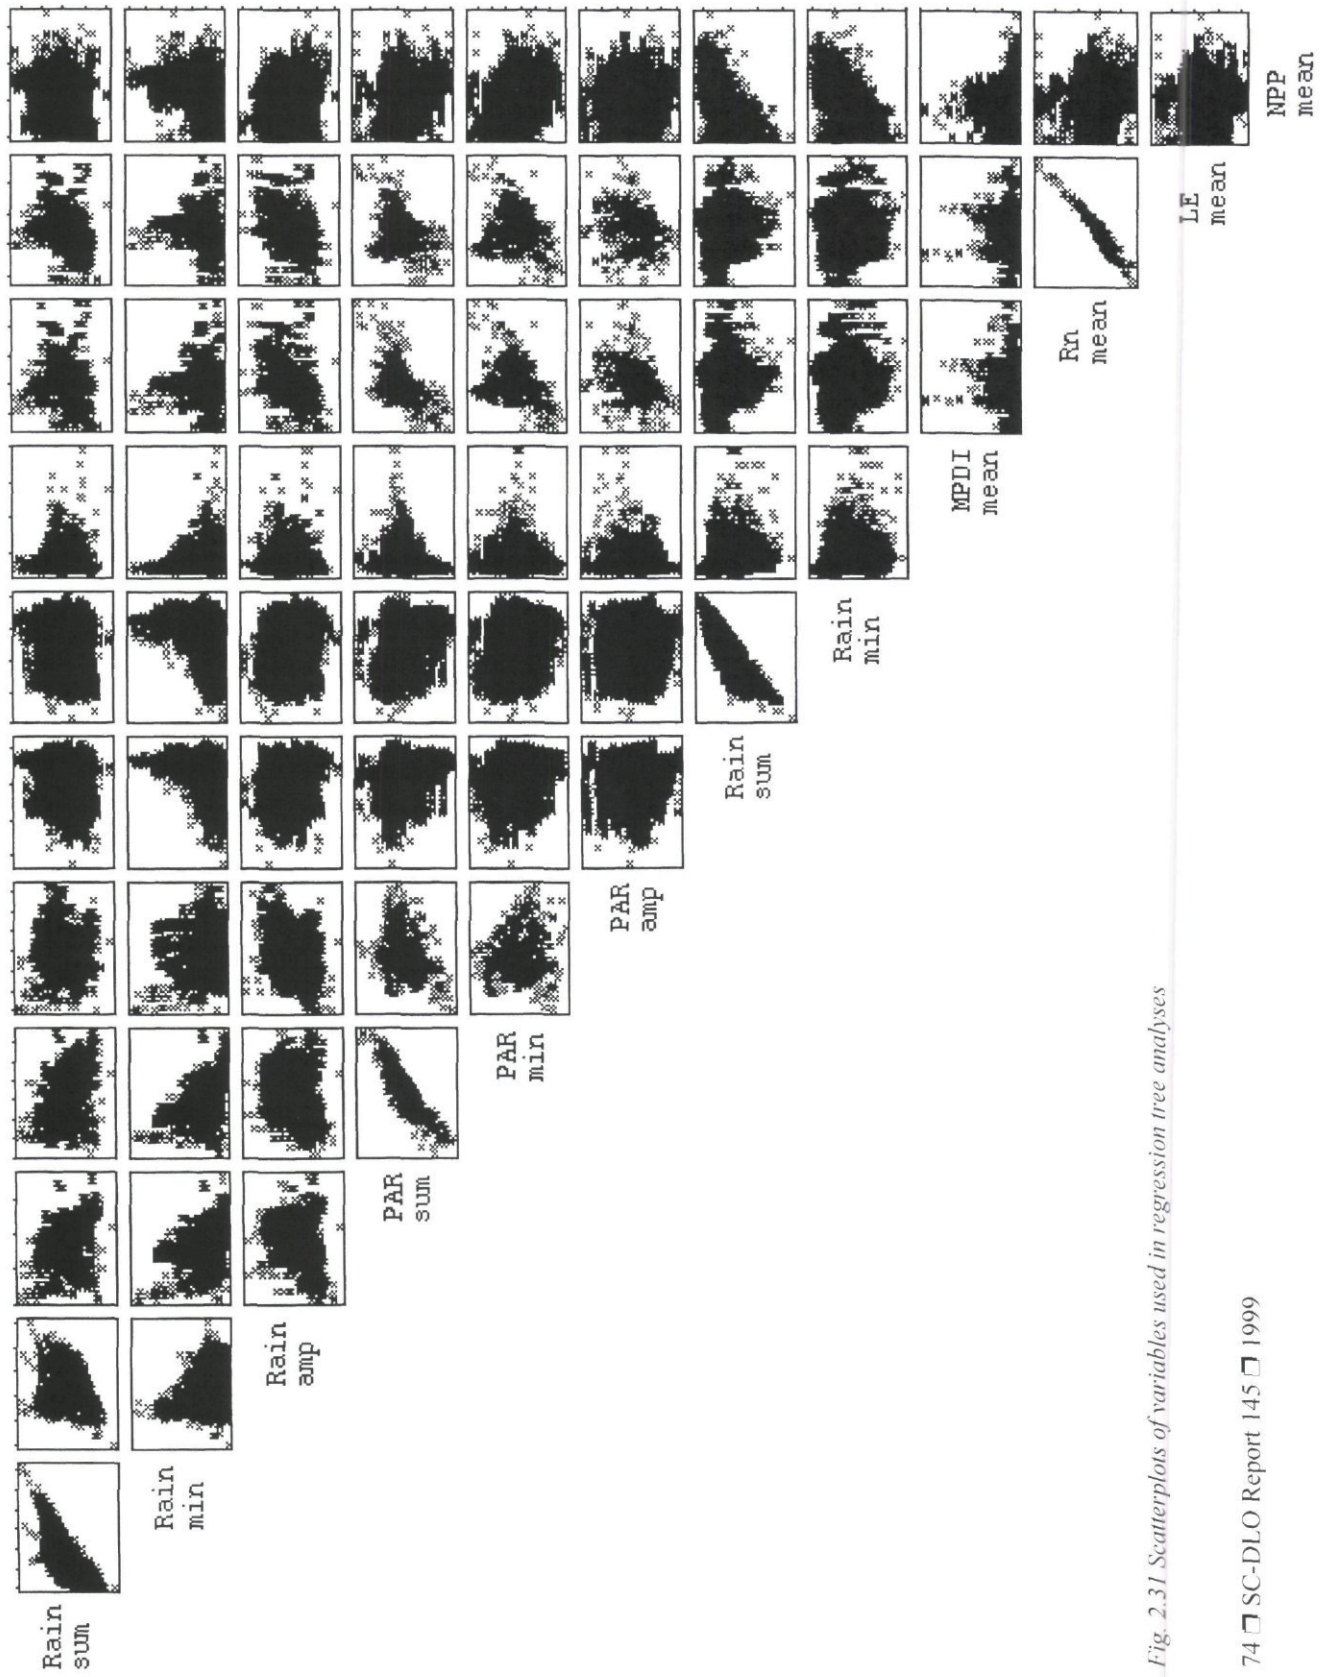 Rain
sum
Rain
min
Rain
amp
PAR
sum
PAR
min
PAR
amp
Rain
sum
Rain
min
MPDI
mean
Rn
mean
LE
mean
NPP
mean
Fig. 2.31 Scatterplots of variables used in regression tree analyses
74 □ SC-DLO Report 145 □ 1999